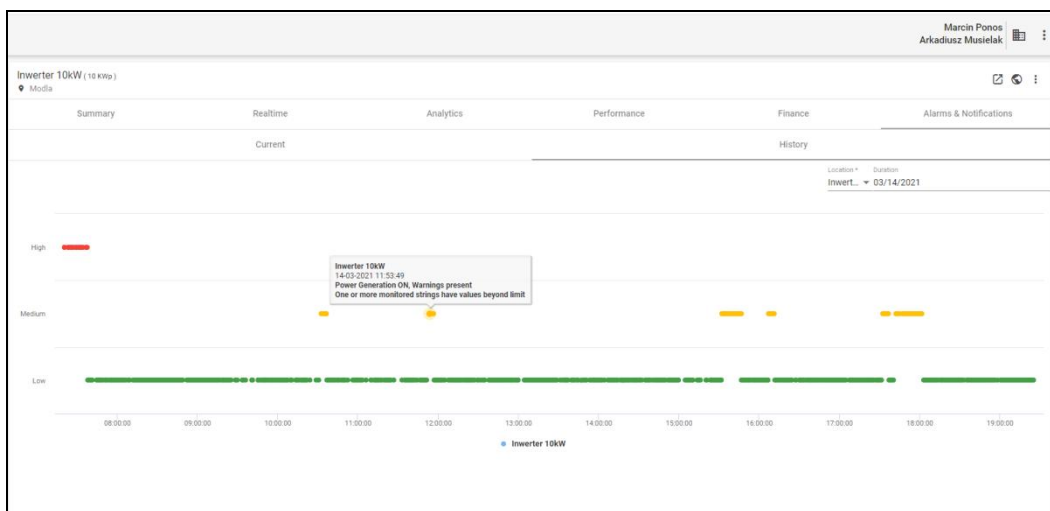 Marcin Ponos
Arkadiusz Musielak
Inwerter 10kW ( 10 KWp )
Modla
Summary Realtime Analytics Performance Finance Alarms & Notifications
Current History
Location * Duration
Inwert... 03/14/2021
High
Inwerter 10kW
14-03-2021 11:53:49
Power Generation ON, Warnings present
One or more monitored strings have values beyond limit
Medium
Low
08:00:00 09:00:00 10:00:00 11:00:00 12:00:00 13:00:00 14:00:00 15:00:00 16:00:00 17:00:00 18:00:00 19:00:00
Inwerter 10kW